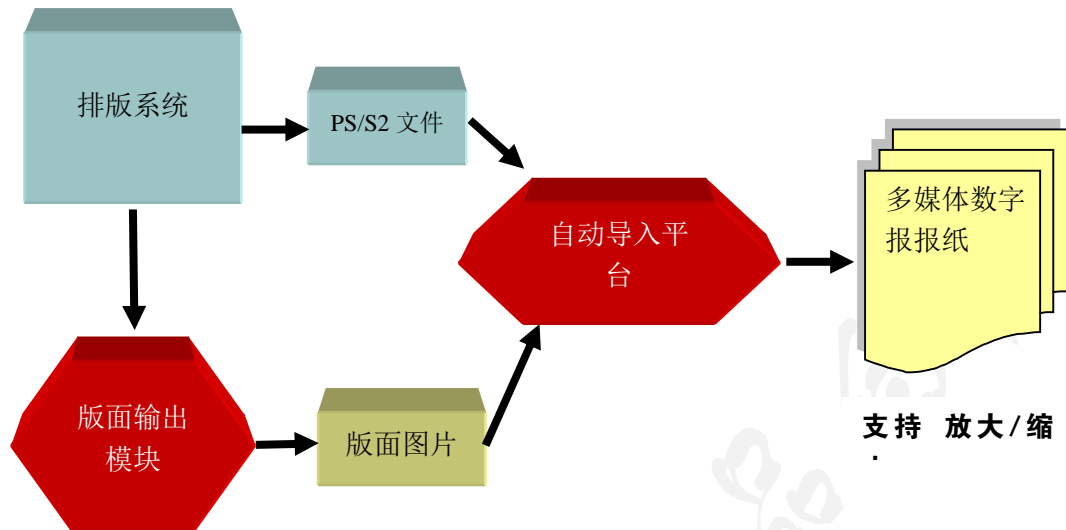 排版系统
PS/S2 文件
自动导入平
台
多媒体数字
报报纸
版面输出
模块
版面图片
支持 放大/缩